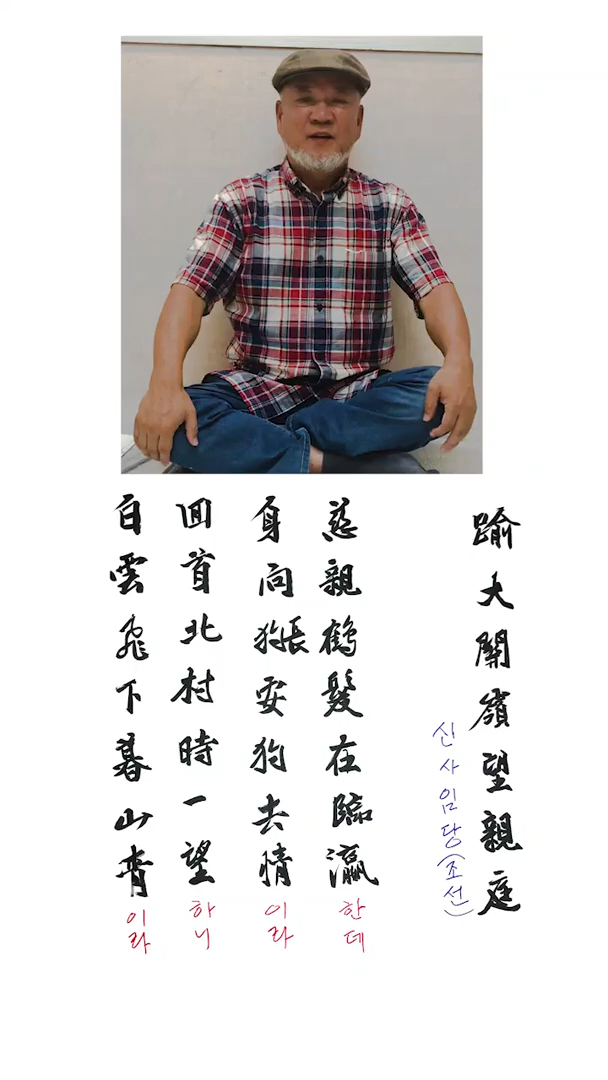 踰大關嶺望親庭
신사임당(조선)
慈親鶴髮在臨瀛한데
身向独長安独去情이라
回首北村時一望하니
白雲飛下暮山青이라